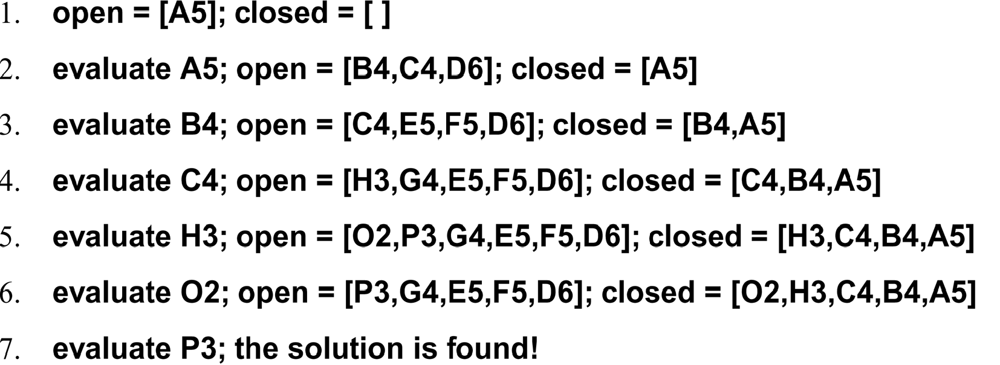 1. open = [A5]; closed = [ ]
2. evaluate A5; open = [B4,C4,D6]; closed = [A5]
3. evaluate B4; open = [C4,E5,F5,D6]; closed = [B4,A5]
4. evaluate C4; open = [H3,G4,E5,F5,D6]; closed = [C4,B4,A5]
5. evaluate H3; open = [O2,P3,G4,E5,F5,D6]; closed = [H3,C4,B4,A5]
6. evaluate O2; open = [P3,G4,E5,F5,D6]; closed = [O2,H3,C4,B4,A5]
7. evaluate P3; the solution is found!